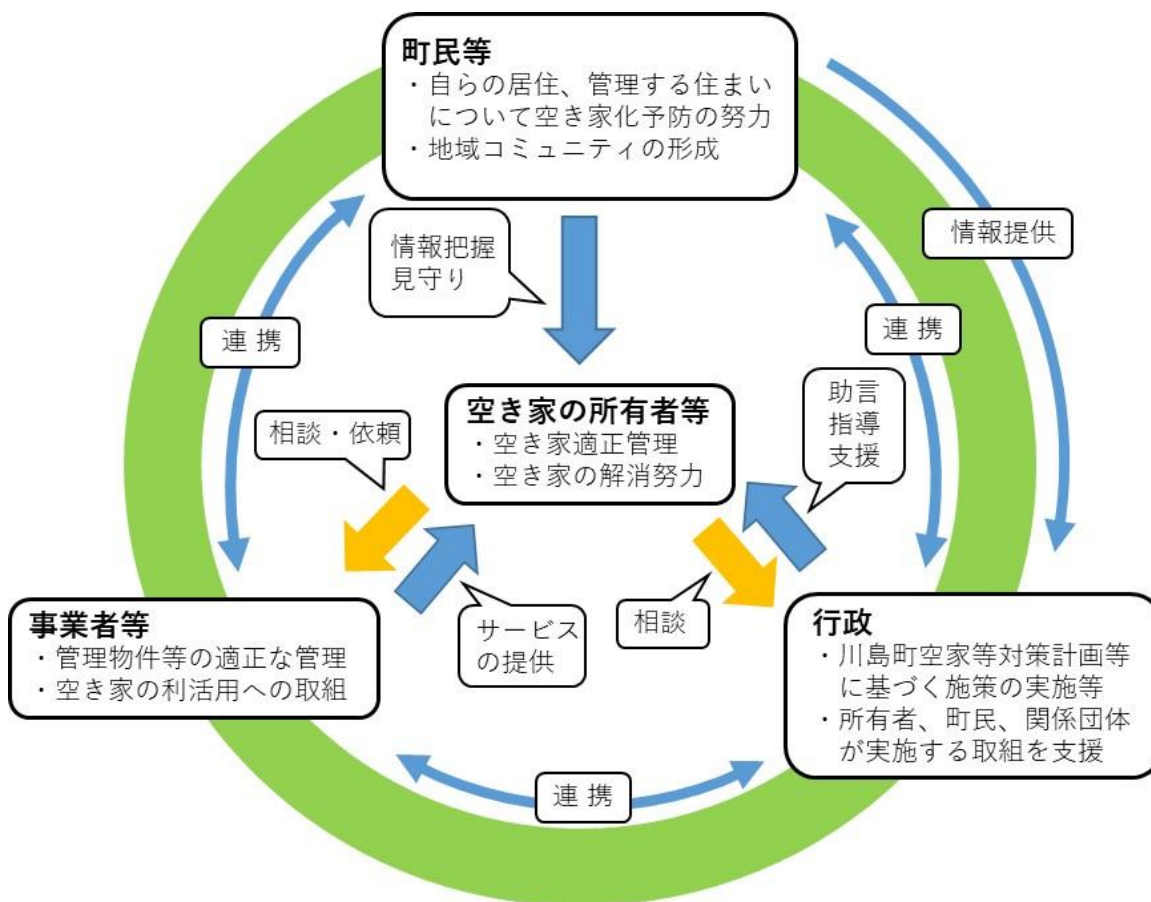 町民等
・自らの居住、管理する住まい
について空き家化予防の努力
・地域コミュニティの形成
情報提供
情報把握
見守り
連 携
連 携
助言
指導
支援
空き家の所有者等
・空き家適正管理
・空き家の解消努力
相談・依頼
サービス
の提供
相談
事業者等
・管理物件等の適正な管理
・空き家の利活用への取組
行政
・川島町空家等対策計画等
に基づく施策の実施等
・所有者、町民、関係団体
が実施する取組を支援
連 携